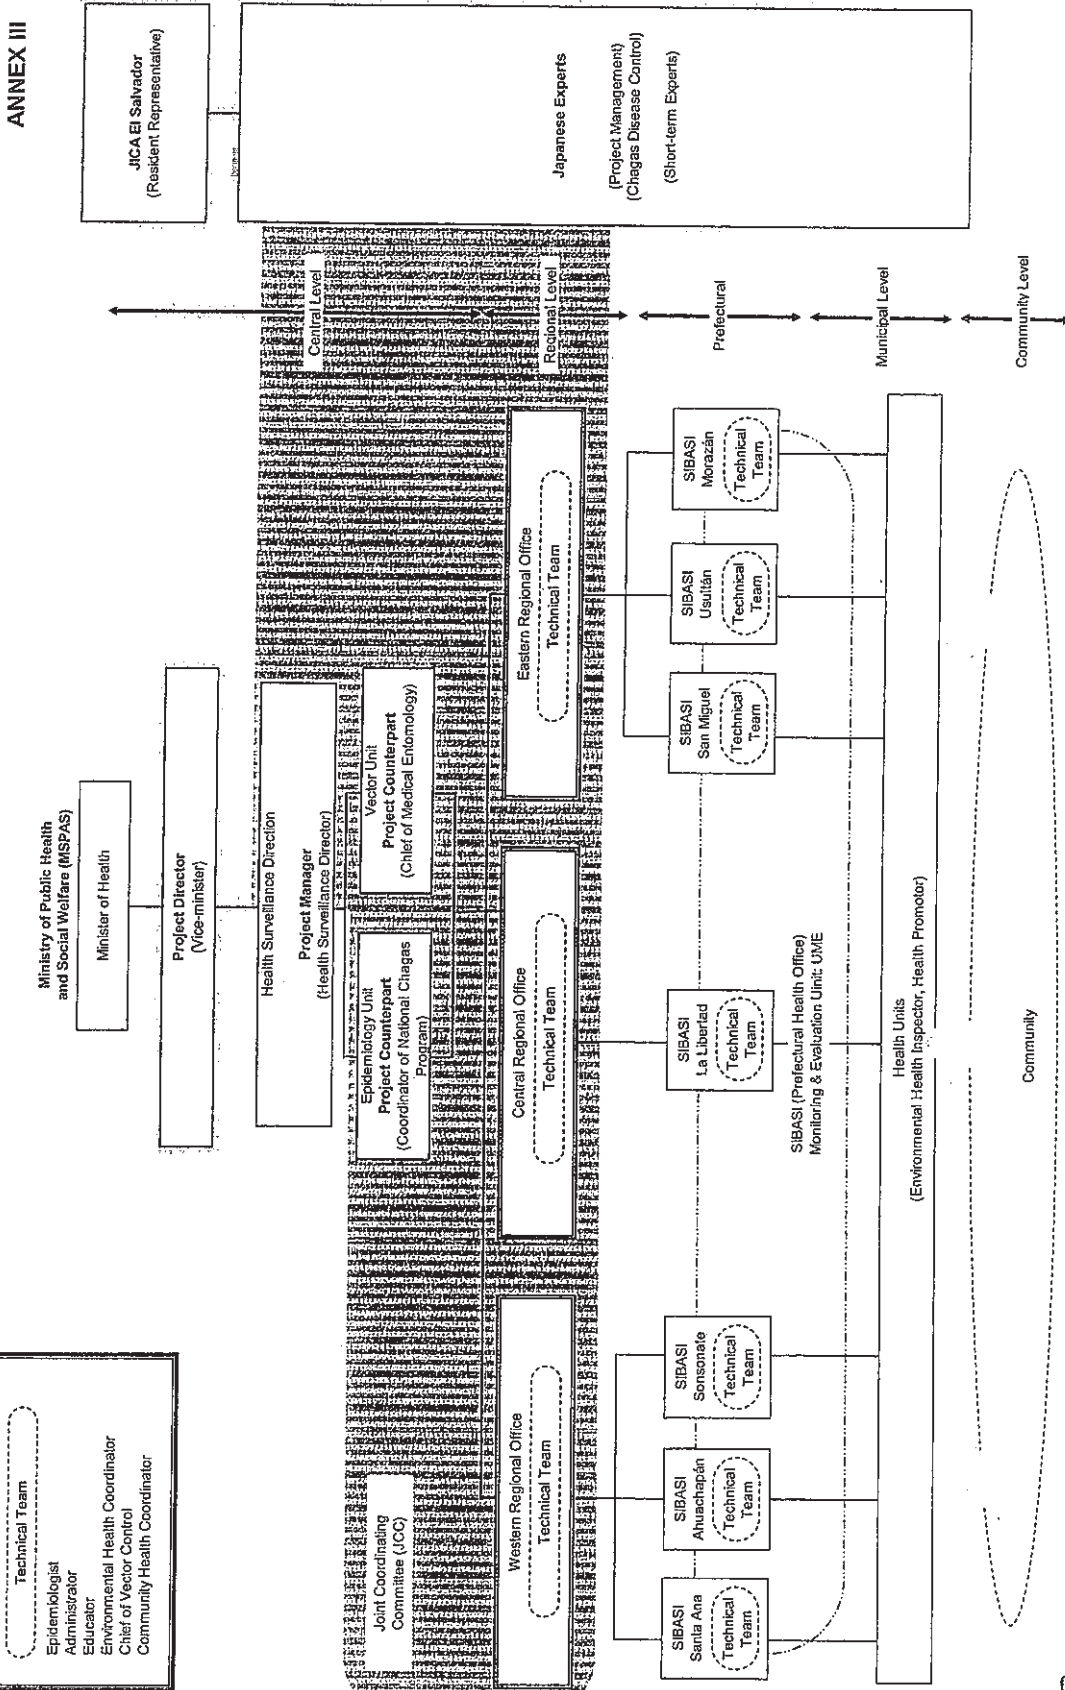 ANNEX III
Ministry of Public Health
and Social Welfare (MSPAS)
Minister of Health
Project Director
(Vice-minister)
Health Surveillance Direction
Project Manager
(Health Surveillance Director)
Epidemiology Unit
Project Counterpart
(Coordinator of National Chagas
Program)
Vector Unit
Project Counterpart
(Chief of Medical Entomology)
JICA El Salvador
(Resident Representative)
Japanese Experts
(Project Management)
(Chagas Disease Control)
(Short-term Experts)
Technical Team
Epidemiologist
Administrator
Educator
Environmental Health Coordinator
Chief of Vector Control
Community Health Coordinator
Joint Coordinating
Committee (JCC)
Western Regional Office
Technical Team
Central Regional Office
Technical Team
Eastern Regional Office
Technical Team
Central Level
Regional Level
Prefectural
Municipal Level
Community Level
SIBASI
Santa Ana
Technical
Team
SIBASI
Ahuachapán
Technical
Team
SIBASI
Sonsonate
Technical
Team
SIBASI
La Libertad
Technical
Team
SIBASI
San Miguel
Technical
Team
SIBASI
Usultán
Technical
Team
SIBASI
Morazán
Technical
Team
SIBASI (Prefectural Health Office)
Monitoring & Evaluation Unit: UME
Health Units
(Environmental Health Inspector, Health Promotor)
Community